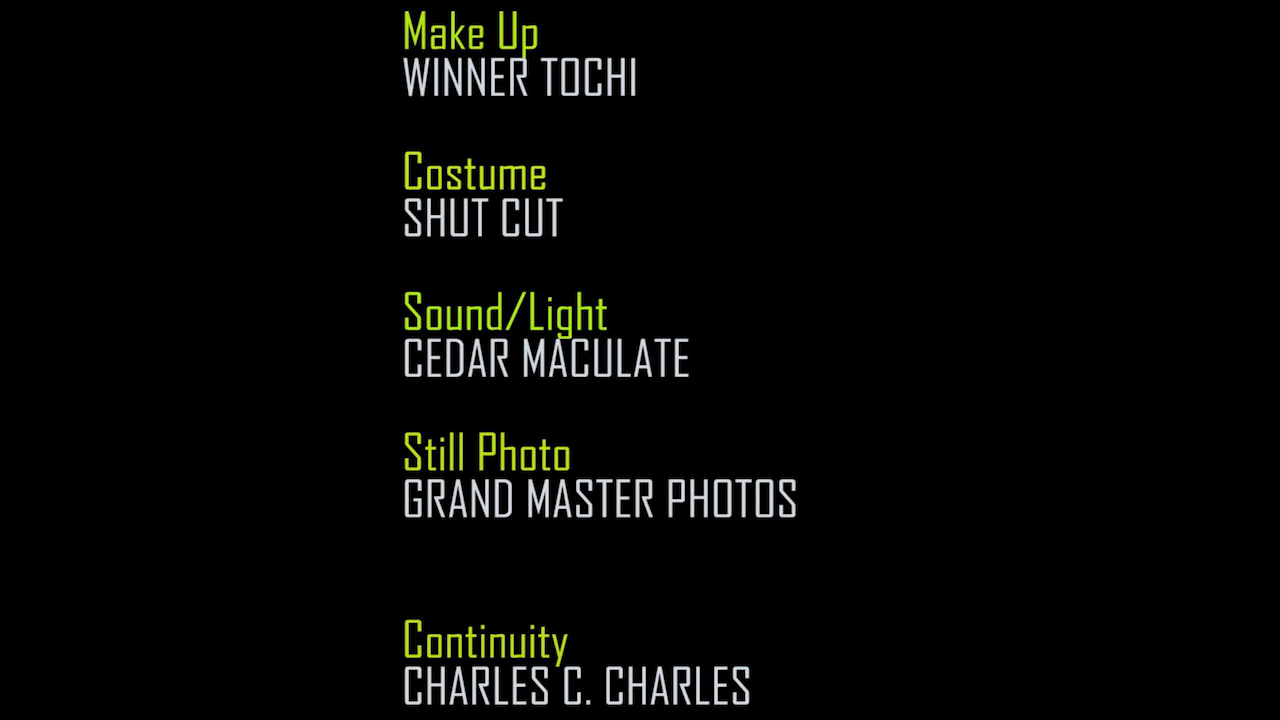 Make Up
WINNER TOCHI
Costume
SHUT CUT
Sound/Light
CEDAR MACULATE
Still Photo
GRAND MASTER PHOTOS
Continuity
CHARLES C. CHARLES